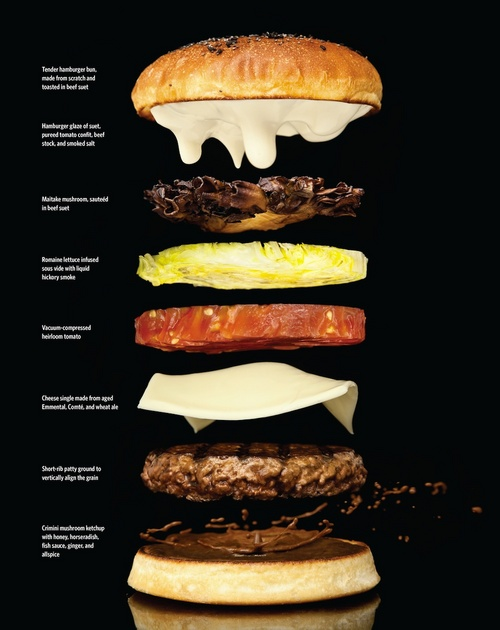 Tender hamburger bun,
made from scratch and
toasted in beef suet
Hamburger glaze of suet,
pureed tomato confit, beef
stock, and smoked salt
Maitake mushroom, sauteéd
in beef suet
Romaine lettuce infused
sous vide with liquid
hickory smoke
Vacuum-compressed
heirloom tomato
Cheese single made from aged
Emmental, Comté, and wheat ale
Short-rib patty ground to
vertically align the grain
Crimini mushroom ketchup
with honey, horseradish,
fish sauce, ginger, and
allspice